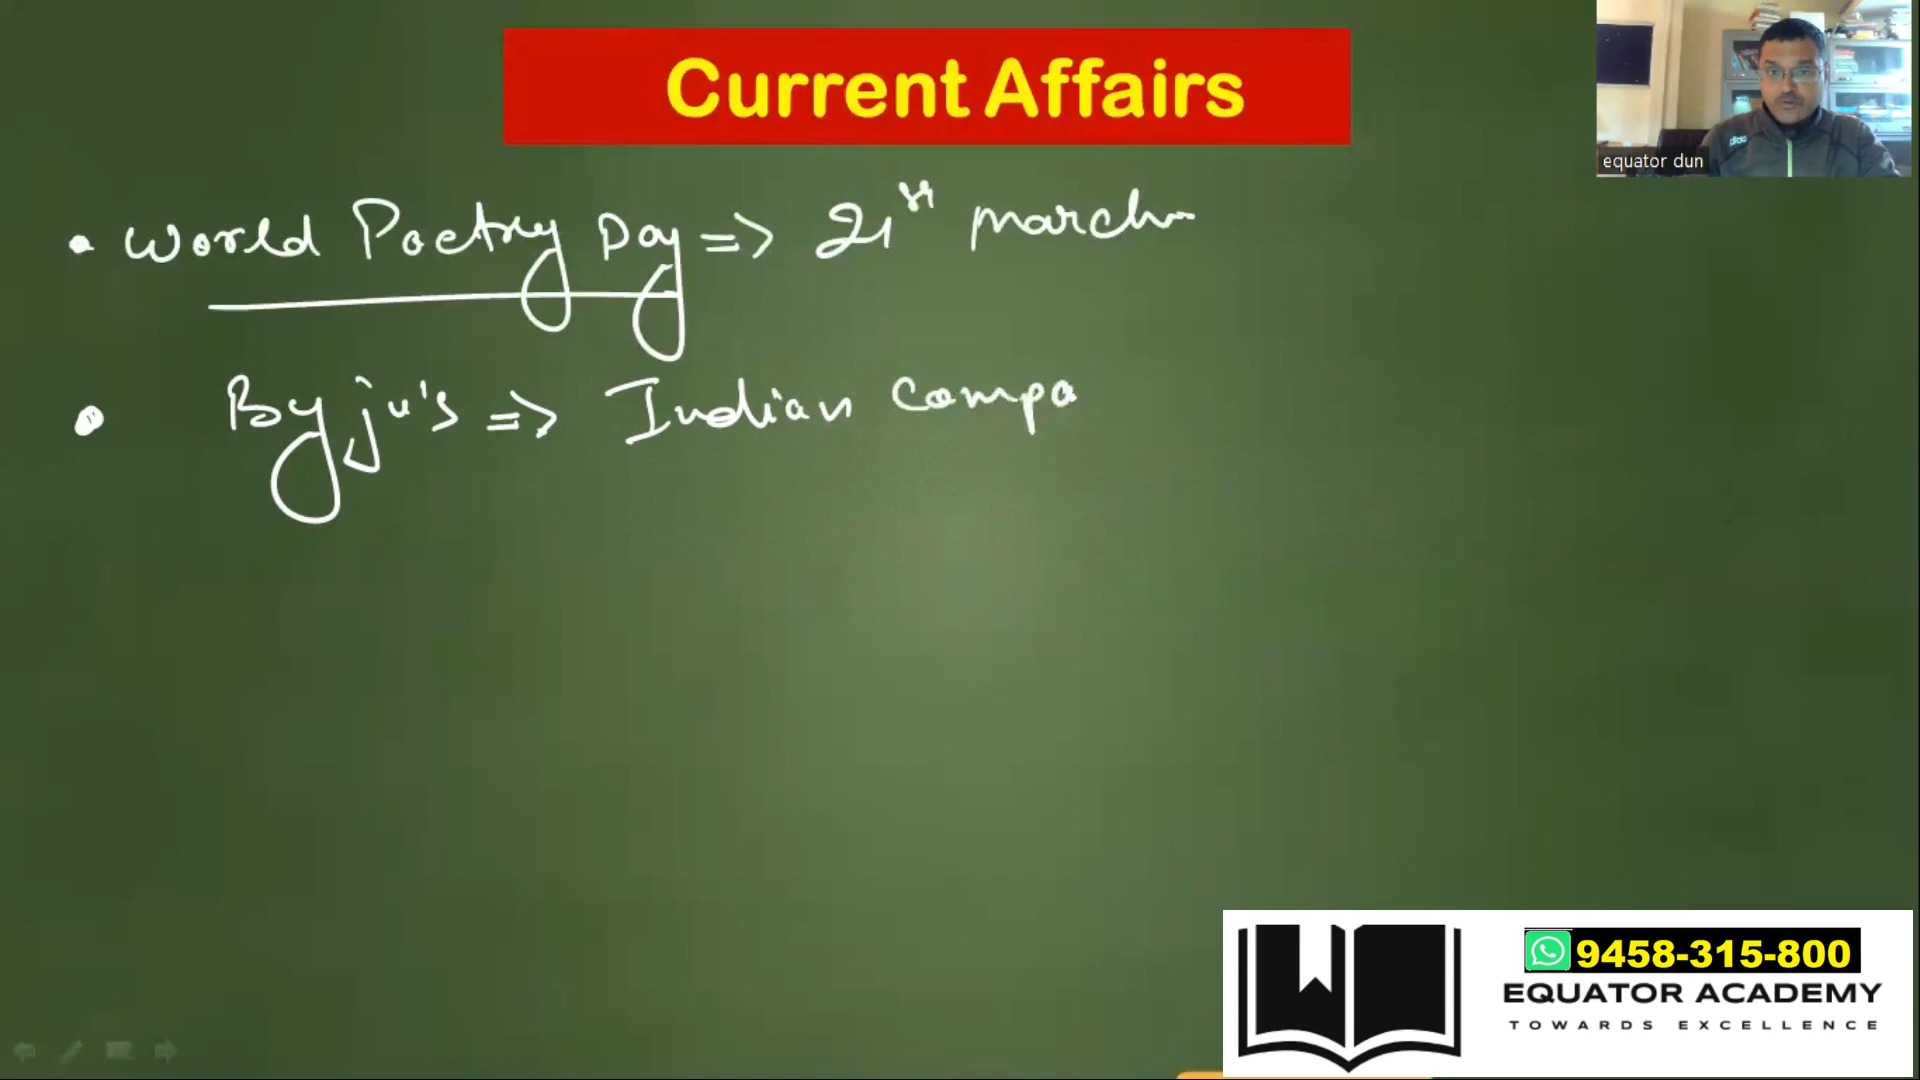 Current Affairs
equator dun
• World Poetry Day => 21st march
• Byju's => Indian Compa
9458-315-800
EQUATOR ACADEMY
TOWARDS EXCELLENCE